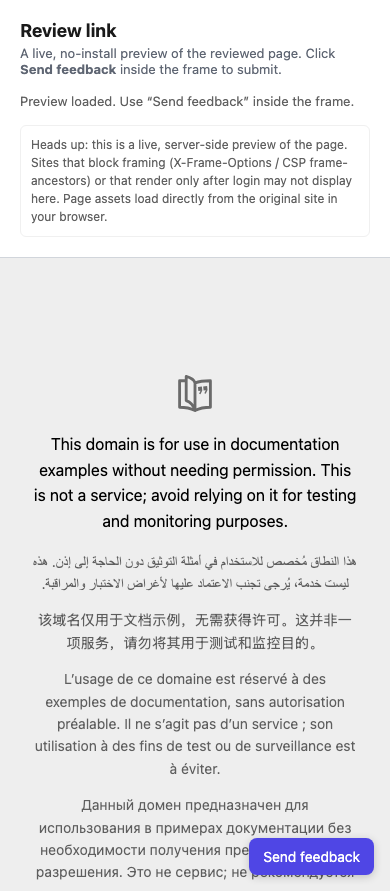 Review link
A live, no-install preview of the reviewed page. Click
Send feedback inside the frame to submit.
Preview loaded. Use “Send feedback” inside the frame.
Heads up: this is a live, server-side preview of the page.
Sites that block framing (X-Frame-Options / CSP frame-
ancestors) or that render only after login may not display
here. Page assets load directly from the original site in
your browser.
This domain is for use in documentation
examples without needing permission. This
is not a service; avoid relying on it for testing
and monitoring purposes.
هذا النطاق مُخصص للاستخدام في أمثلة التوثيق دون الحاجة إلى إذن. هذه
ليست خدمة، يُرجى تجنب الاعتماد عليها لأغراض الاختبار والمراقبة.
该域名仅用于文档示例，无需获得许可。这并非一
项服务，请勿将其用于测试和监控目的。
L’usage de ce domaine est réservé à des
exemples de documentation, sans autorisation
préalable. Il ne s’agit pas d’un service ; son
utilisation à des fins de test ou de surveillance est
à éviter.
Данный домен предназначен для
использования в примерах документации без
необходимости получения
разрешения. Это не сервис; не
Send feedback